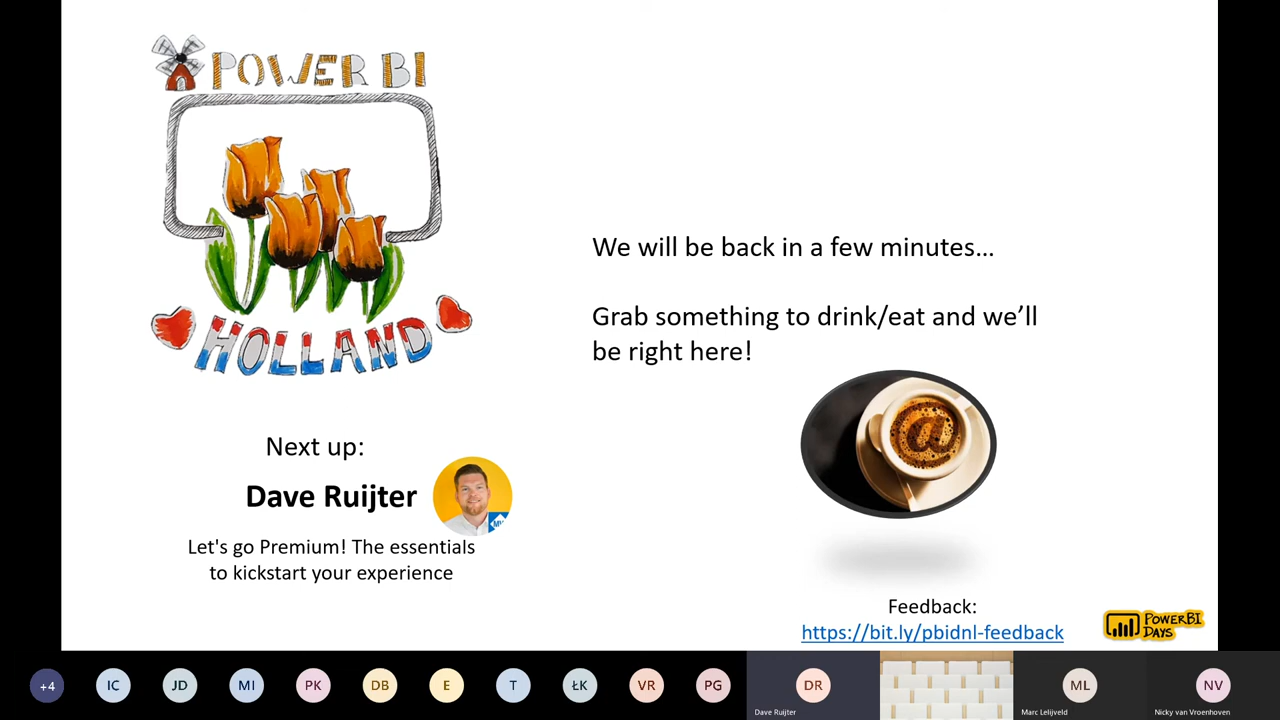 POWER BI
HOLLAND
We will be back in a few minutes…
Grab something to drink/eat and we’ll
be right here!
Next up:
Dave Ruijter
Let's go Premium! The essentials
to kickstart your experience
Feedback:
https://bit.ly/pbidnl-feedback
POWER BI
DAYS
+4
IC
JD
MI
PK
DB
E
T
ŁK
VR
PG
DR
Dave Ruijter
ML
Marc Lelijveld
NV
Nicky van Vroenhoven